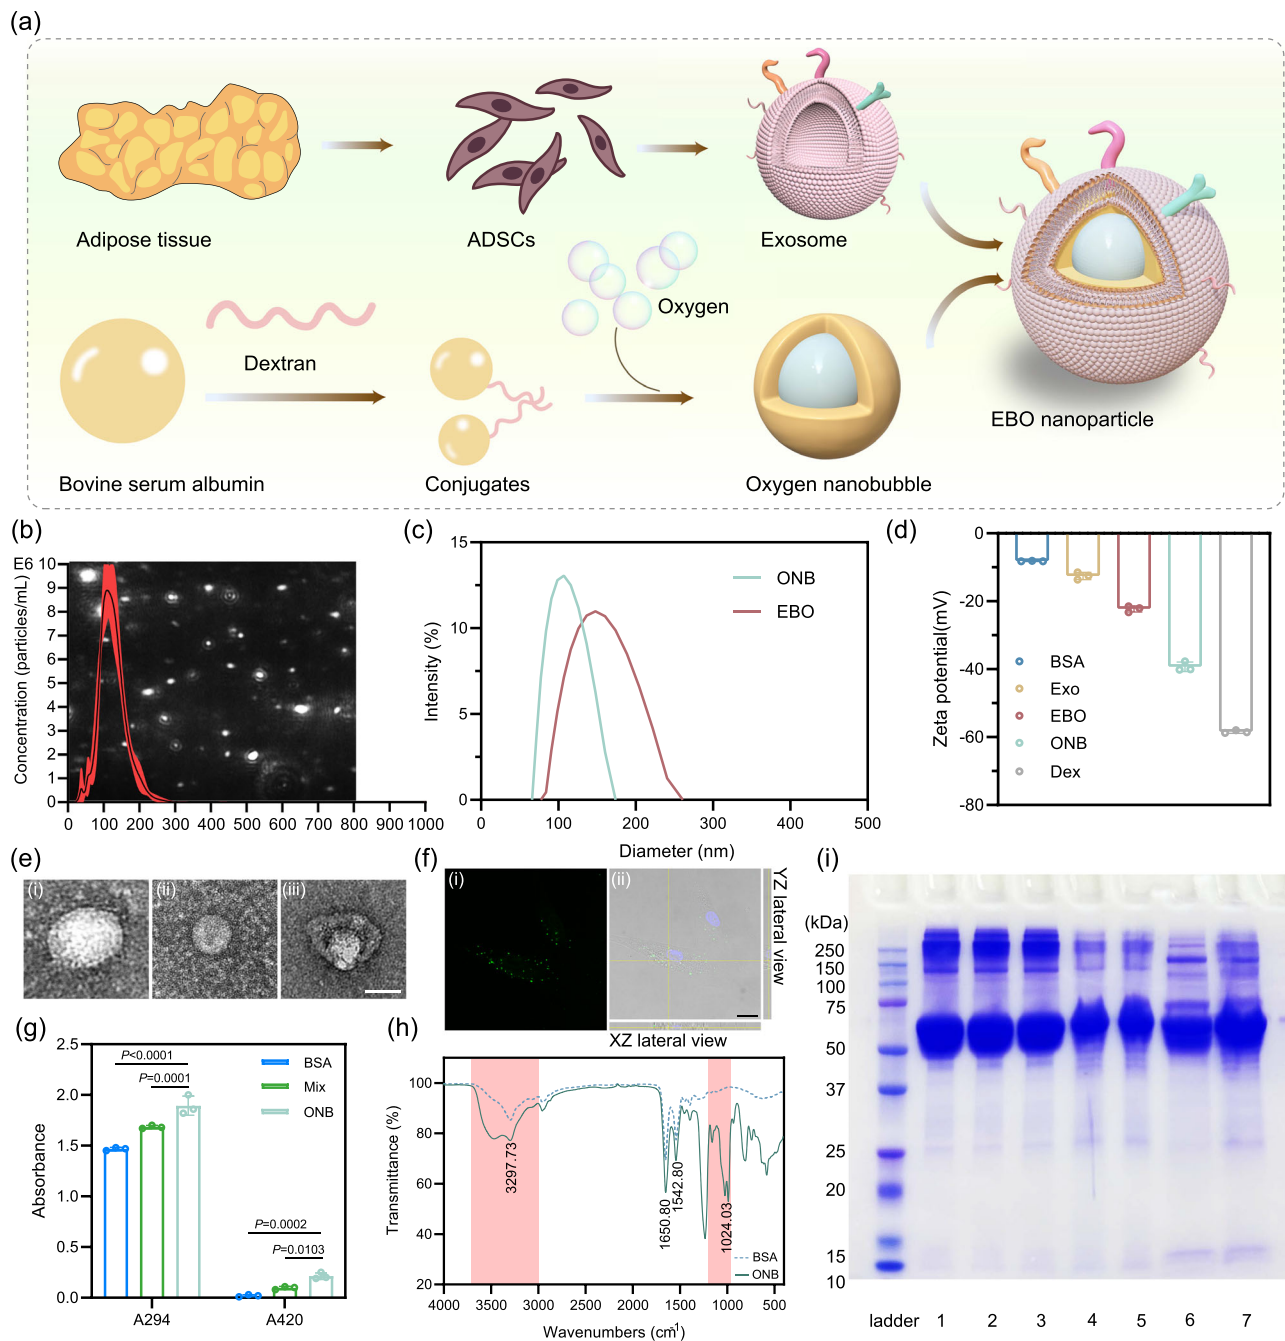 (a)
Adipose tissue
ADSCs
Exosome
Oxygen
Dextran
EBO nanoparticle
Bovine serum albumin
Conjugates
Oxygen nanobubble
(b)
E6 10
9
8
7
6
5
4
3
2
1
0
Concentration (particles/mL)
0 100 200 300 400 500 600 700 800 900 1000
(c)
15
10
5
0
Intensity (%)
ONB
EBO
0 100 200 300 400 500
Diameter (nm)
(d)
0
-20
-40
-60
-80
Zeta potential(mV)
BSA
Exo
EBO
ONB
Dex
(e)
(i) (ii) (iii)
(f)
(i) (ii)
YZ lateral view
XZ lateral view
(g)
2.5
2.0
1.5
1.0
0.5
0.0
Absorbance
P<0.0001
P=0.0001
P=0.0002
P=0.0103
BSA
Mix
ONB
A294 A420
(h)
100
80
60
40
20
Transmittance (%)
3297.73
1650.80
1542.80
1024.03
BSA
ONB
4000 3500 3000 2500 2000 1500 1000 500
Wavenumbers (cm-1)
(i)
(kDa)
250
150
100
75
50
37
25
20
15
10
ladder 1 2 3 4 5 6 7